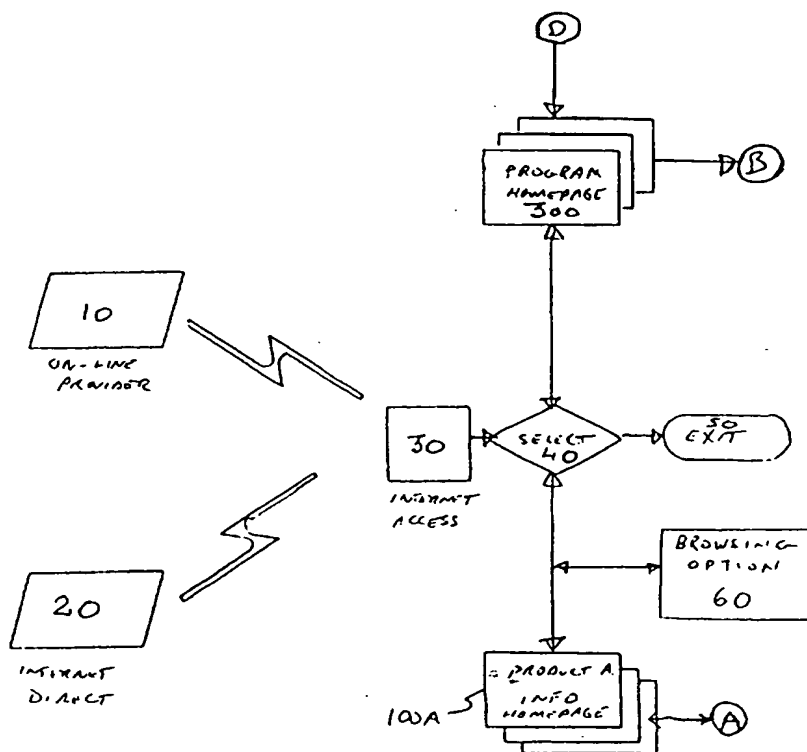 D
PROGRAM
HOMEPAGE
300
B
10
ON-LINE
PROVIDER
30
INTERNET
ACCESS
SELECT
40
50
EXIT
BROWSING
OPTION
60
20
INTERNET
DIRECT
PRODUCT A
INFO
HOMEPAGE
100A
A